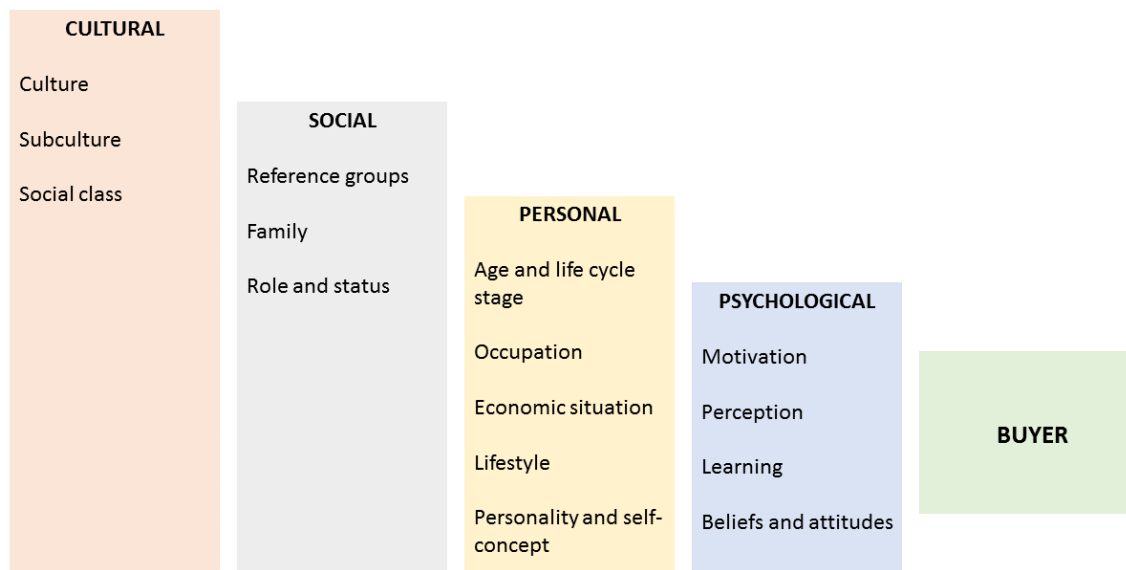 CULTURAL
Culture
Subculture
Social class
SOCIAL
Reference groups
Family
Role and status
PERSONAL
Age and life cycle
stage
Occupation
Economic situation
Lifestyle
Personality and self-
concept
PSYCHOLOGICAL
Motivation
Perception
Learning
Beliefs and attitudes
BUYER